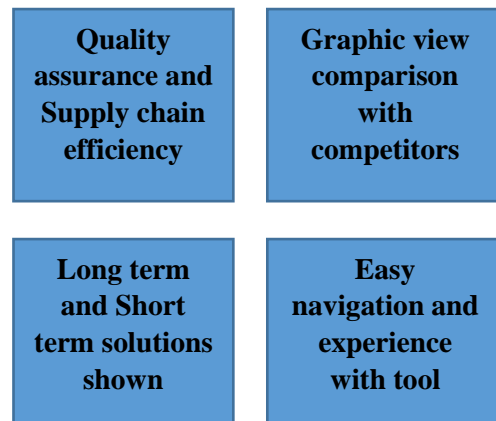 Quality
assurance and
Supply chain
efficiency
Graphic view
comparison
with
competitors
Long term
and Short
term solutions
shown
Easy
navigation and
experience
with tool